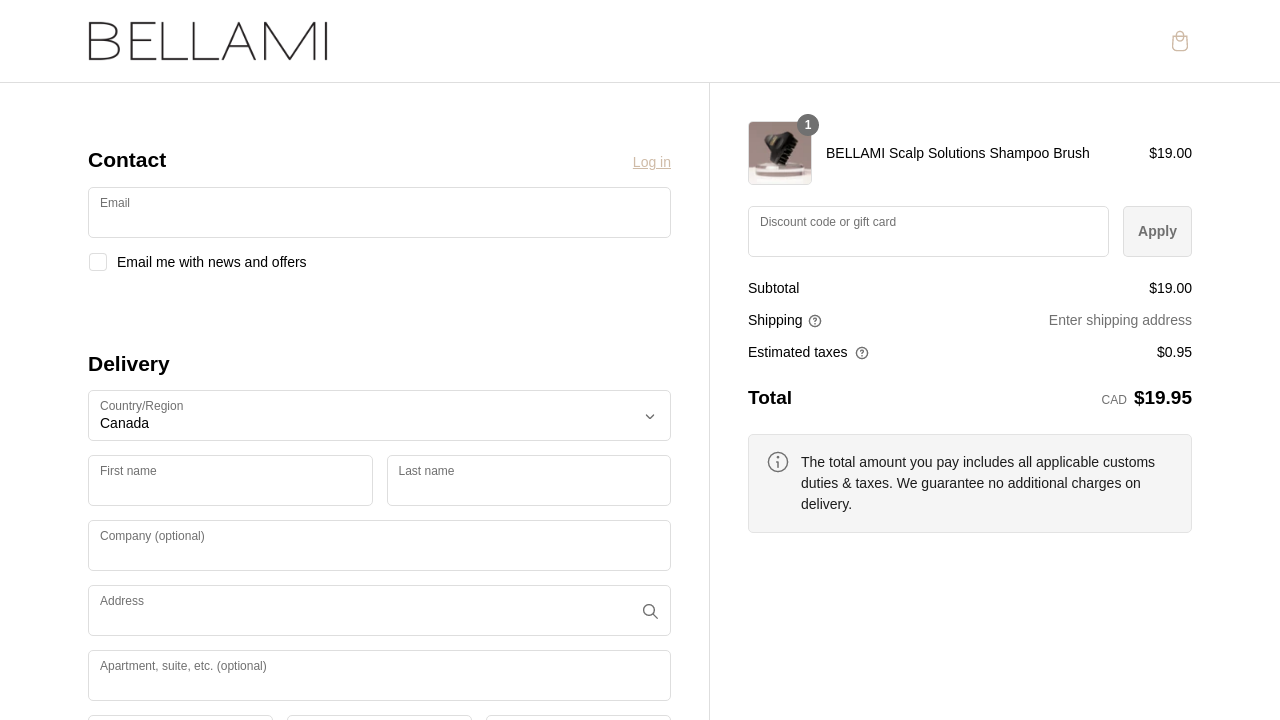 BELLAMI
Contact
Log in
Email
Email me with news and offers
Delivery
Country/Region
Canada
First name
Last name
Company (optional)
Address
Apartment, suite, etc. (optional)
1
BELLAMI Scalp Solutions Shampoo Brush
$19.00
Discount code or gift card
Apply
Subtotal
$19.00
Shipping
Enter shipping address
Estimated taxes
$0.95
Total
CAD $19.95
The total amount you pay includes all applicable customs
duties & taxes. We guarantee no additional charges on
delivery.